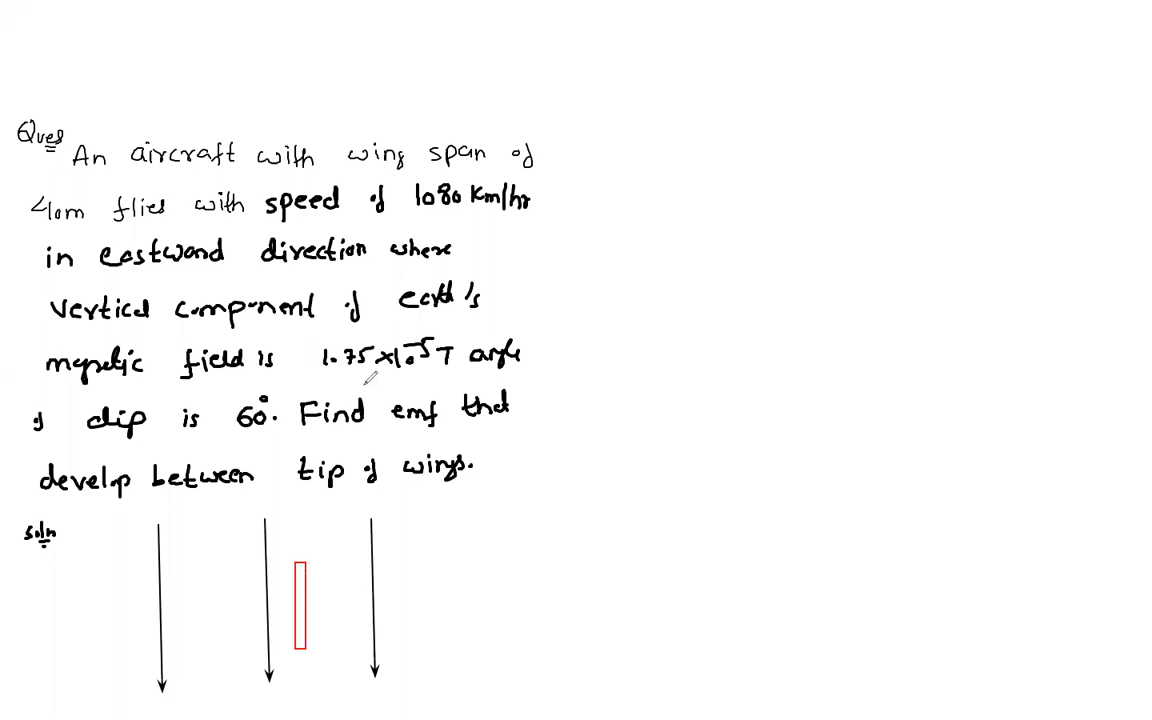 Ques
An aircraft with wing span of
40m flies with speed of 1080 Km/hr
in eastward direction where
vertical component of earth's
magnetic field is 1.75×10⁻⁵T angle
of dip is 60°. Find emf that
develop between tip of wings.
Soln